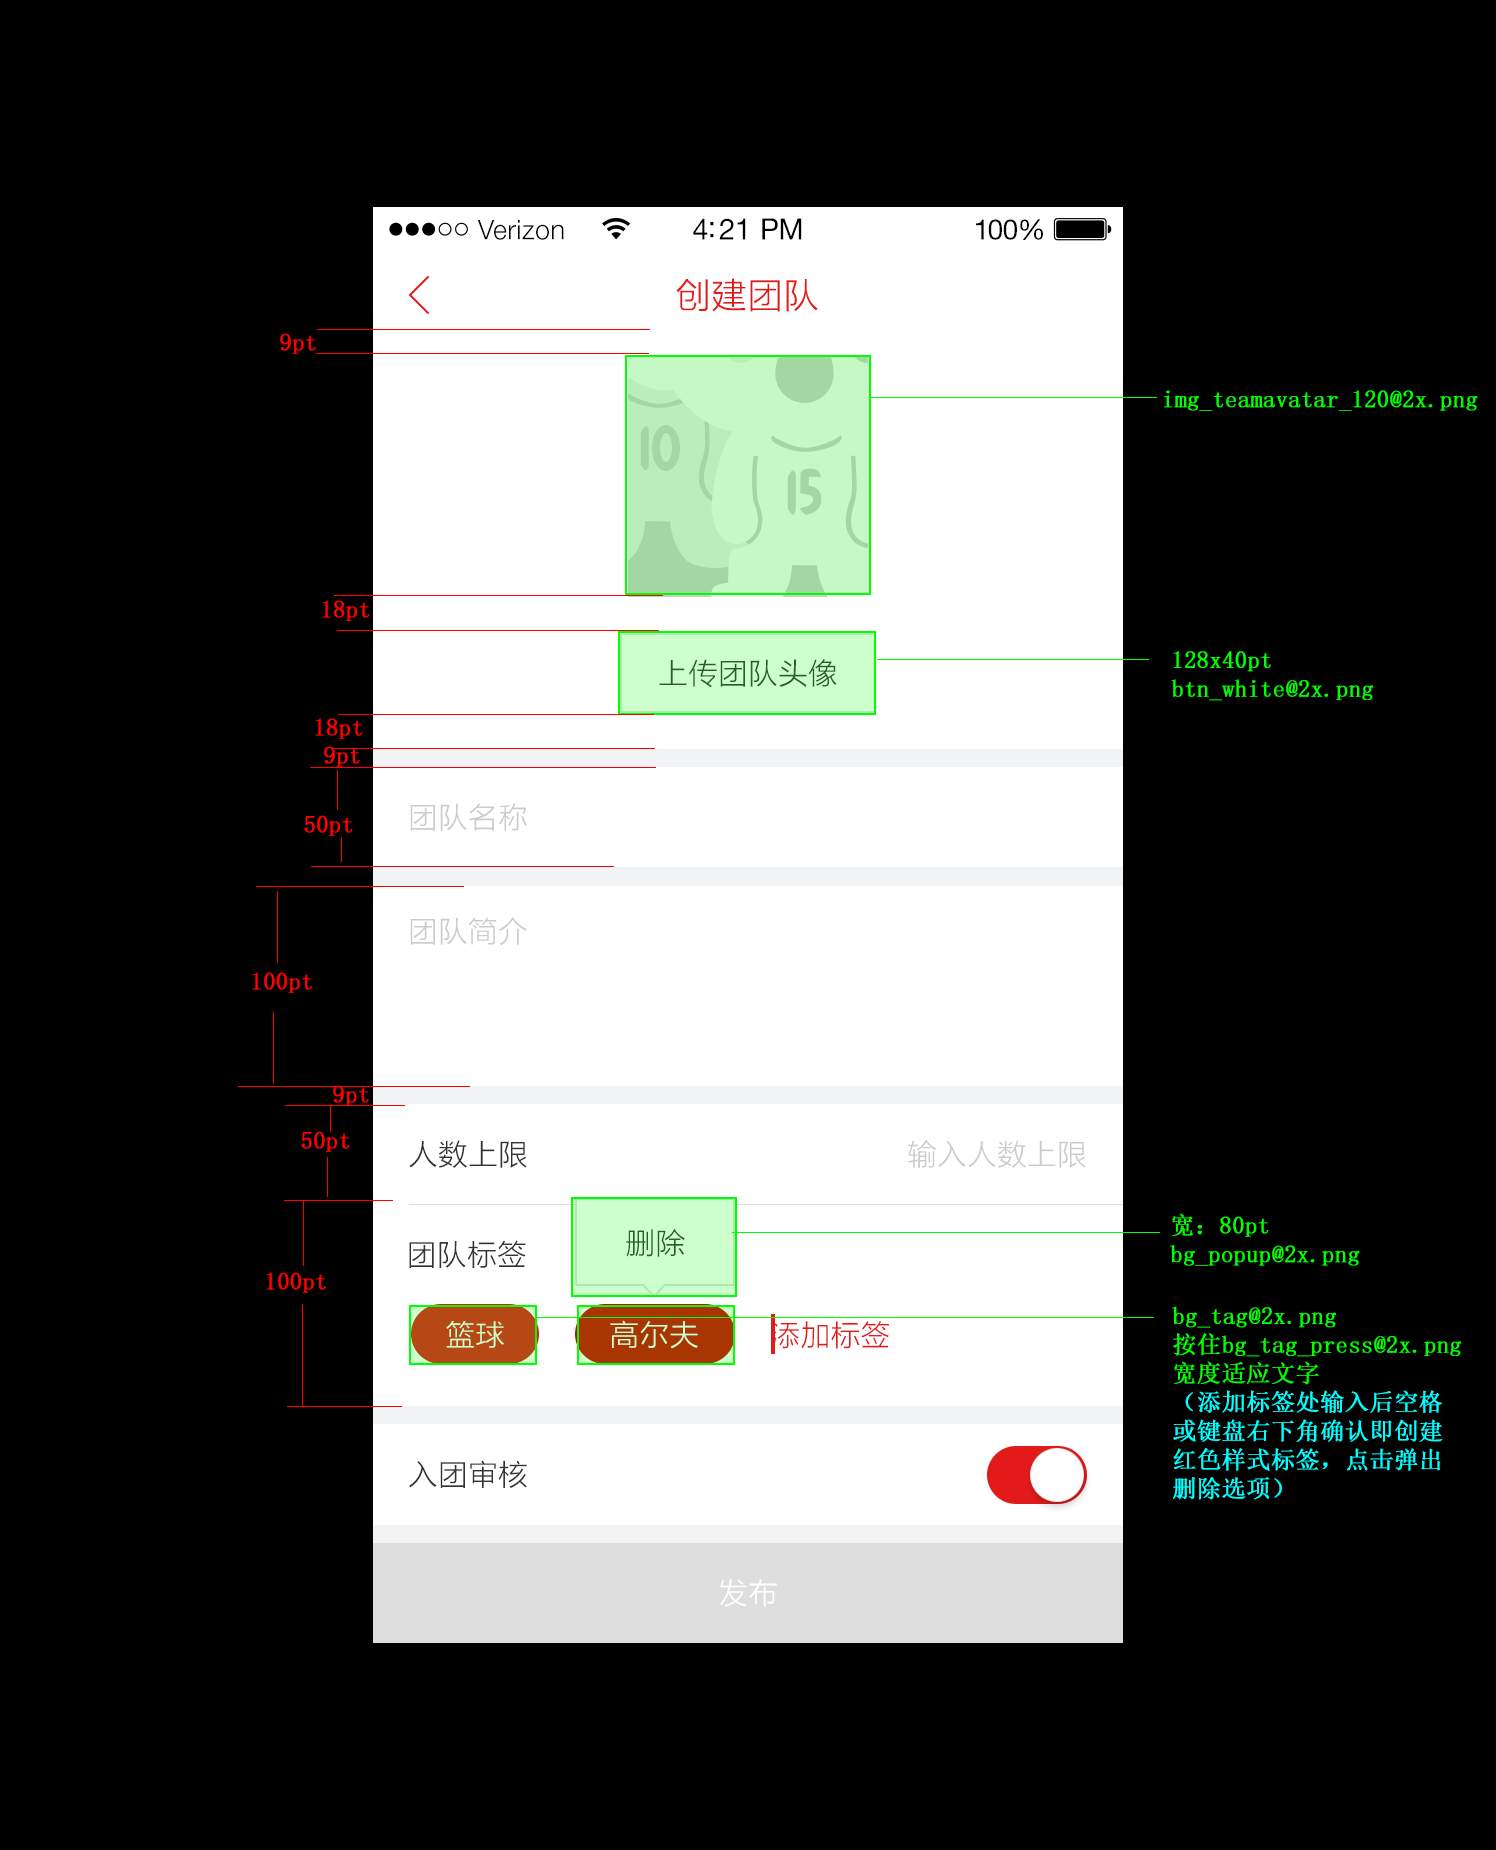 Verizon 4:21 PM 100%
创建团队
9pt
img_teamavatar_120@2x.png
10
15
18pt
上传团队头像
128x40pt
btn_white@2x.png
18pt
9pt
团队名称
50pt
团队简介
100pt
9pt
人数上限 输入人数上限
50pt
删除
宽：80pt
bg_popup@2x.png
团队标签
100pt
篮球 高尔夫 添加标签
bg_tag@2x.png
按住bg_tag_press@2x.png
宽度适应文字
（添加标签处输入后空格
或键盘右下角确认即创建
红色样式标签，点击弹出
删除选项）
入团审核
发布